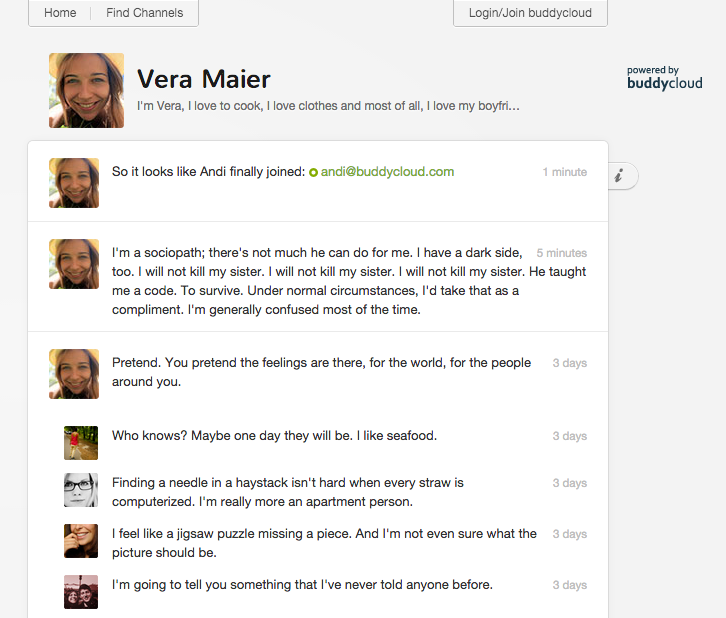 Home Find Channels Login/Join buddycloud
Vera Maier
I'm Vera, I love to cook, I love clothes and most of all, I love my boyfri...
powered by
buddycloud
So it looks like Andi finally joined: andi@buddycloud.com 1 minute
i
I'm a sociopath; there's not much he can do for me. I have a dark side, 5 minutes
too. I will not kill my sister. I will not kill my sister. I will not kill my sister. He taught
me a code. To survive. Under normal circumstances, I'd take that as a
compliment. I'm generally confused most of the time.
Pretend. You pretend the feelings are there, for the world, for the people 3 days
around you.
Who knows? Maybe one day they will be. I like seafood. 3 days
Finding a needle in a haystack isn't hard when every straw is 3 days
computerized. I'm really more an apartment person.
I feel like a jigsaw puzzle missing a piece. And I'm not even sure what the 3 days
picture should be.
I'm going to tell you something that I've never told anyone before. 3 days